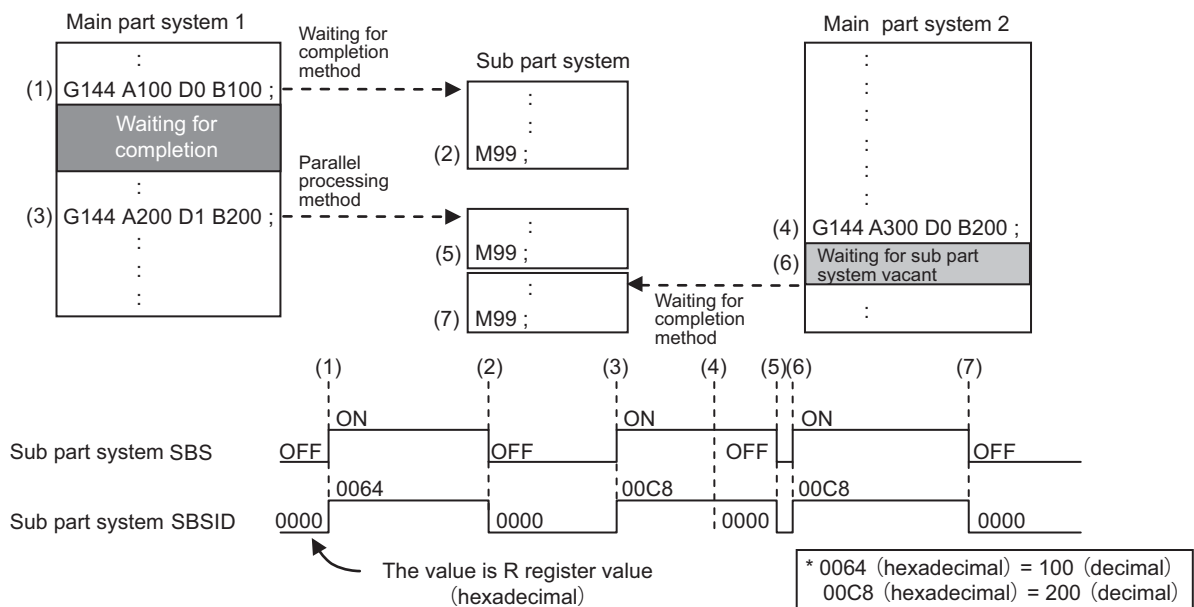 Main part system 1
:
(1) G144 A100 D0 B100 ;
Waiting for
completion
:
(3) G144 A200 D1 B200 ;
:
:
:
Waiting for
completion
method
Parallel
processing
method
Sub part system
:
:
(2) M99 ;
:
(5) M99 ;
:
(7) M99 ;
Waiting for
completion
method
Main part system 2
:
:
:
:
:
:
(4) G144 A300 D0 B200 ;
(6) Waiting for sub part
system vacant
:
(1) (2) (3) (4) (5)(6) (7)
Sub part system SBS OFF ON OFF ON OFF ON OFF
Sub part system SBSID 0000 0064 0000 00C8 0000 00C8 0000
The value is R register value
(hexadecimal)
* 0064 (hexadecimal) = 100 (decimal)
00C8 (hexadecimal) = 200 (decimal)